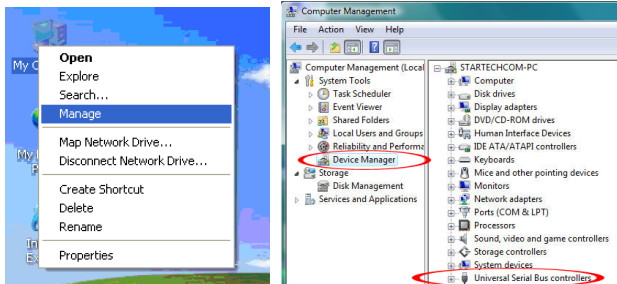 My C
Open
Explore
Search...
Manage
Map Network Drive...
Disconnect Network Drive...
Create Shortcut
Delete
Rename
Properties
Computer Management
File Action View Help
Computer Management (Local
System Tools
Task Scheduler
Event Viewer
Shared Folders
Local Users and Groups
Reliability and Performa
Device Manager
Storage
Disk Management
Services and Applications
STARTECHCOM-PC
Computer
Disk drives
Display adapters
DVD/CD-ROM drives
Human Interface Devices
IDE ATA/ATAPI controllers
Keyboards
Mice and other pointing devices
Monitors
Network adapters
Ports (COM & LPT)
Processors
Sound, video and game controllers
Storage controllers
System devices
Universal Serial Bus controllers